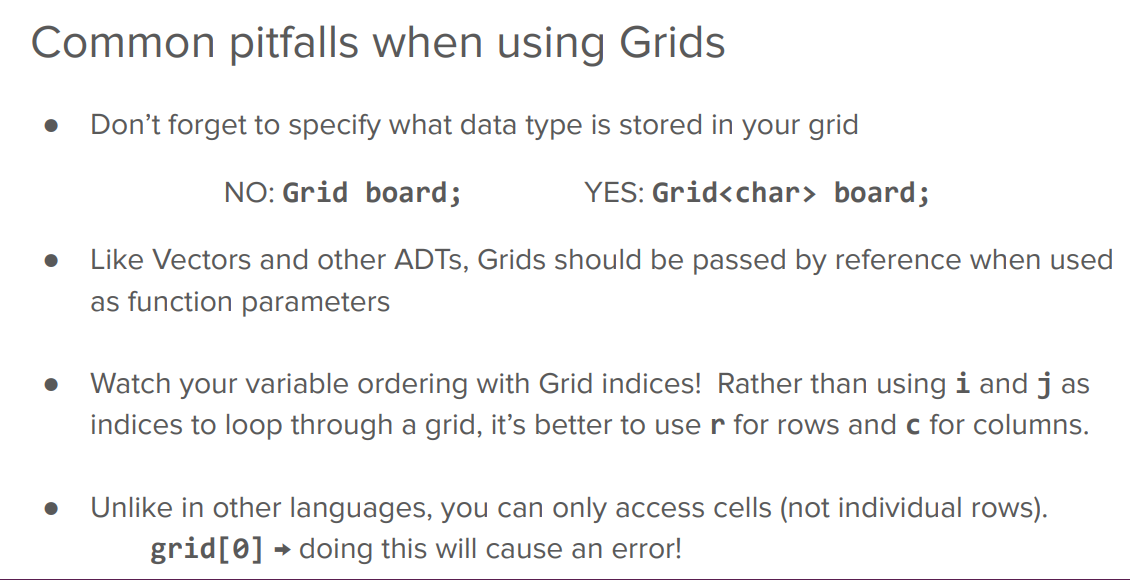 Common pitfalls when using Grids
● Don’t forget to specify what data type is stored in your grid
NO: Grid board; YES: Grid<char> board;
● Like Vectors and other ADTs, Grids should be passed by reference when used
as function parameters
● Watch your variable ordering with Grid indices! Rather than using i and j as
indices to loop through a grid, it’s better to use r for rows and c for columns.
● Unlike in other languages, you can only access cells (not individual rows).
grid[0] → doing this will cause an error!